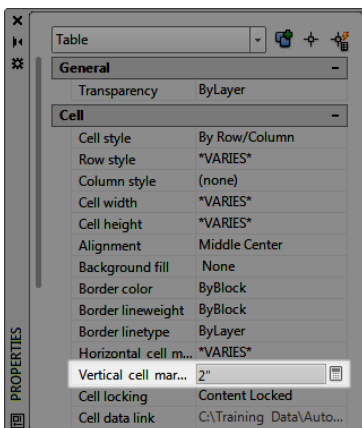 Table
General
Transparency ByLayer
Cell
Cell style By Row/Column
Row style *VARIES*
Column style (none)
Cell width *VARIES*
Cell height *VARIES*
Alignment Middle Center
Background fill None
Border color ByBlock
Border lineweight ByBlock
Border linetype ByLayer
Horizontal cell m... *VARIES*
Vertical cell mar... 2"
Cell locking Content Locked
Cell data link C:\Training Data\Auto...
PROPERTIES